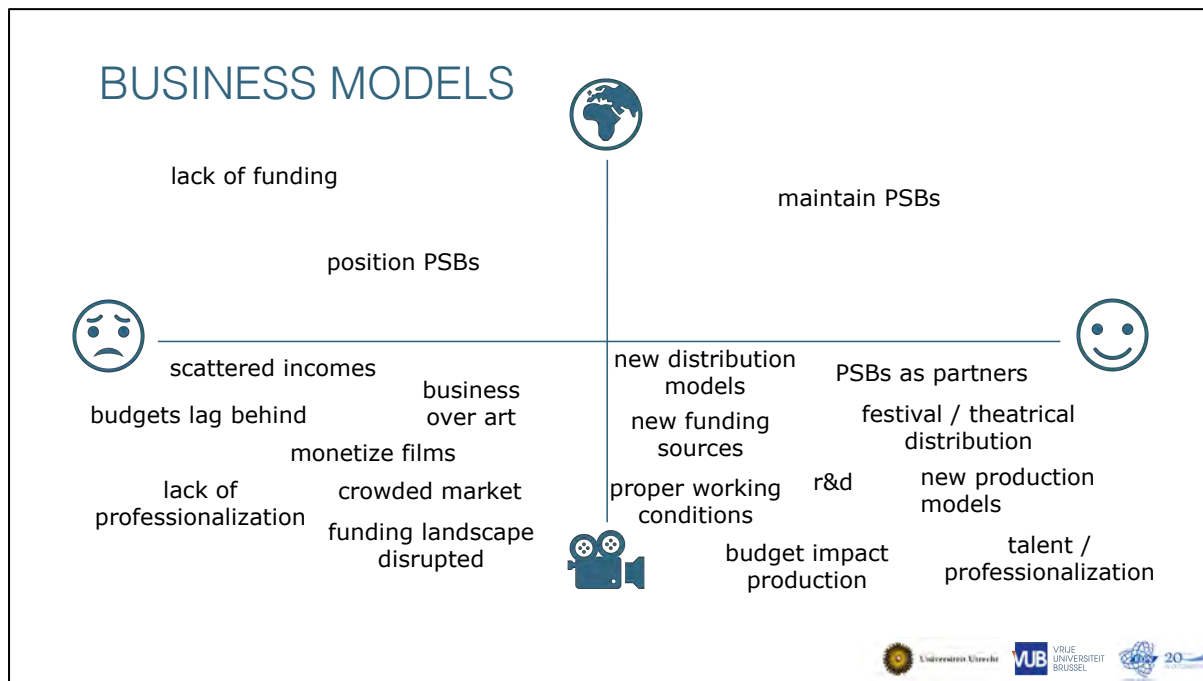 BUSINESS MODELS
lack of funding
maintain PSBs
position PSBs
scattered incomes
business
over art
budgets lag behind
monetize films
lack of
professionalization
crowded market
funding landscape
disrupted
new distribution
models
PSBs as partners
new funding
sources
festival / theatrical
distribution
proper working
conditions
r&d
new production
models
budget impact
production
talent /
professionalization
Universiteit Utrecht
VUB
VRIJE
UNIVERSITEIT
BRUSSEL
20